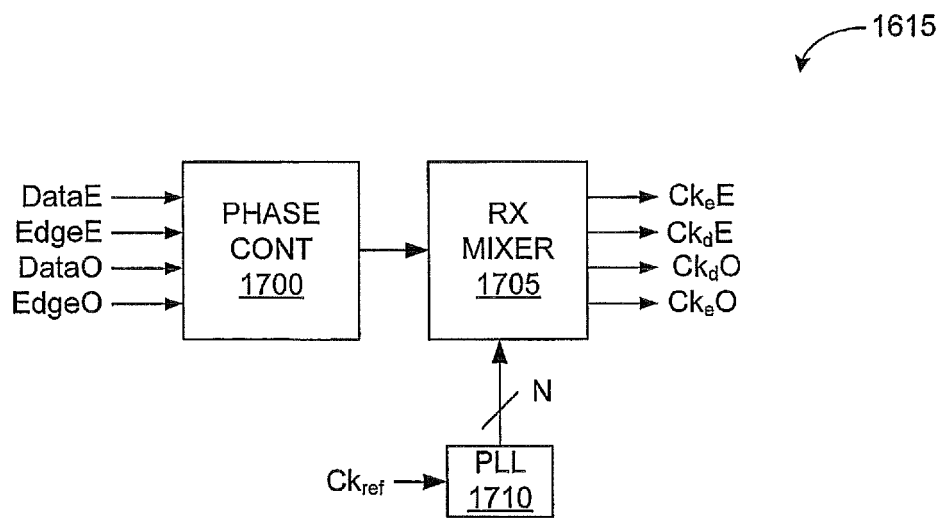 1615
DataE
EdgeE
DataO
EdgeO
PHASE
CONT
1700
RX
MIXER
1705
CkeE
CkdE
CkdO
CkeO
N
Ckref
PLL
1710